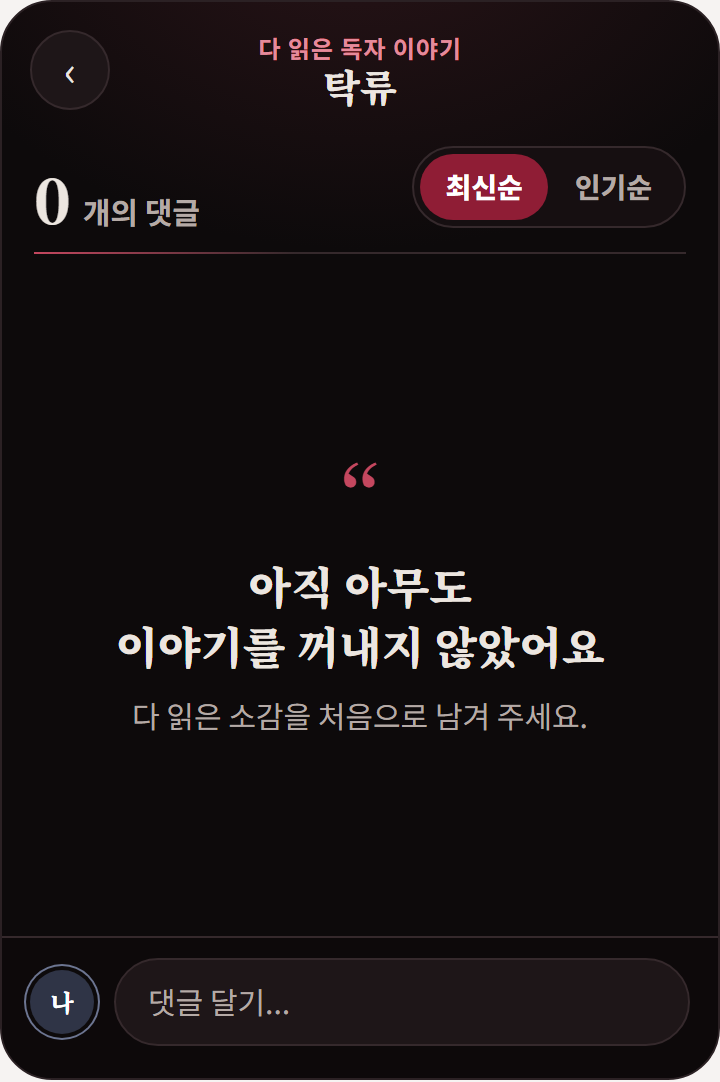 다 읽은 독자 이야기
탁류
0 개의 댓글
최신순 인기순
“
아직 아무도
이야기를 꺼내지 않았어요
다 읽은 소감을 처음으로 남겨 주세요.
나
댓글 달기...